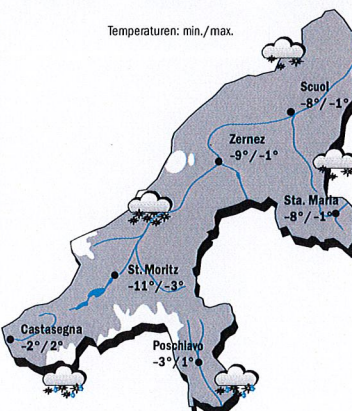 Temperaturen: min./max.
Scuol
–8°/–1°
Zernez
–9°/–1°
Sta. Maria
–8°/–1°
St. Moritz
–11°/–3°
Castasegna
–2°/2°
Poschiavo
–3°/1°